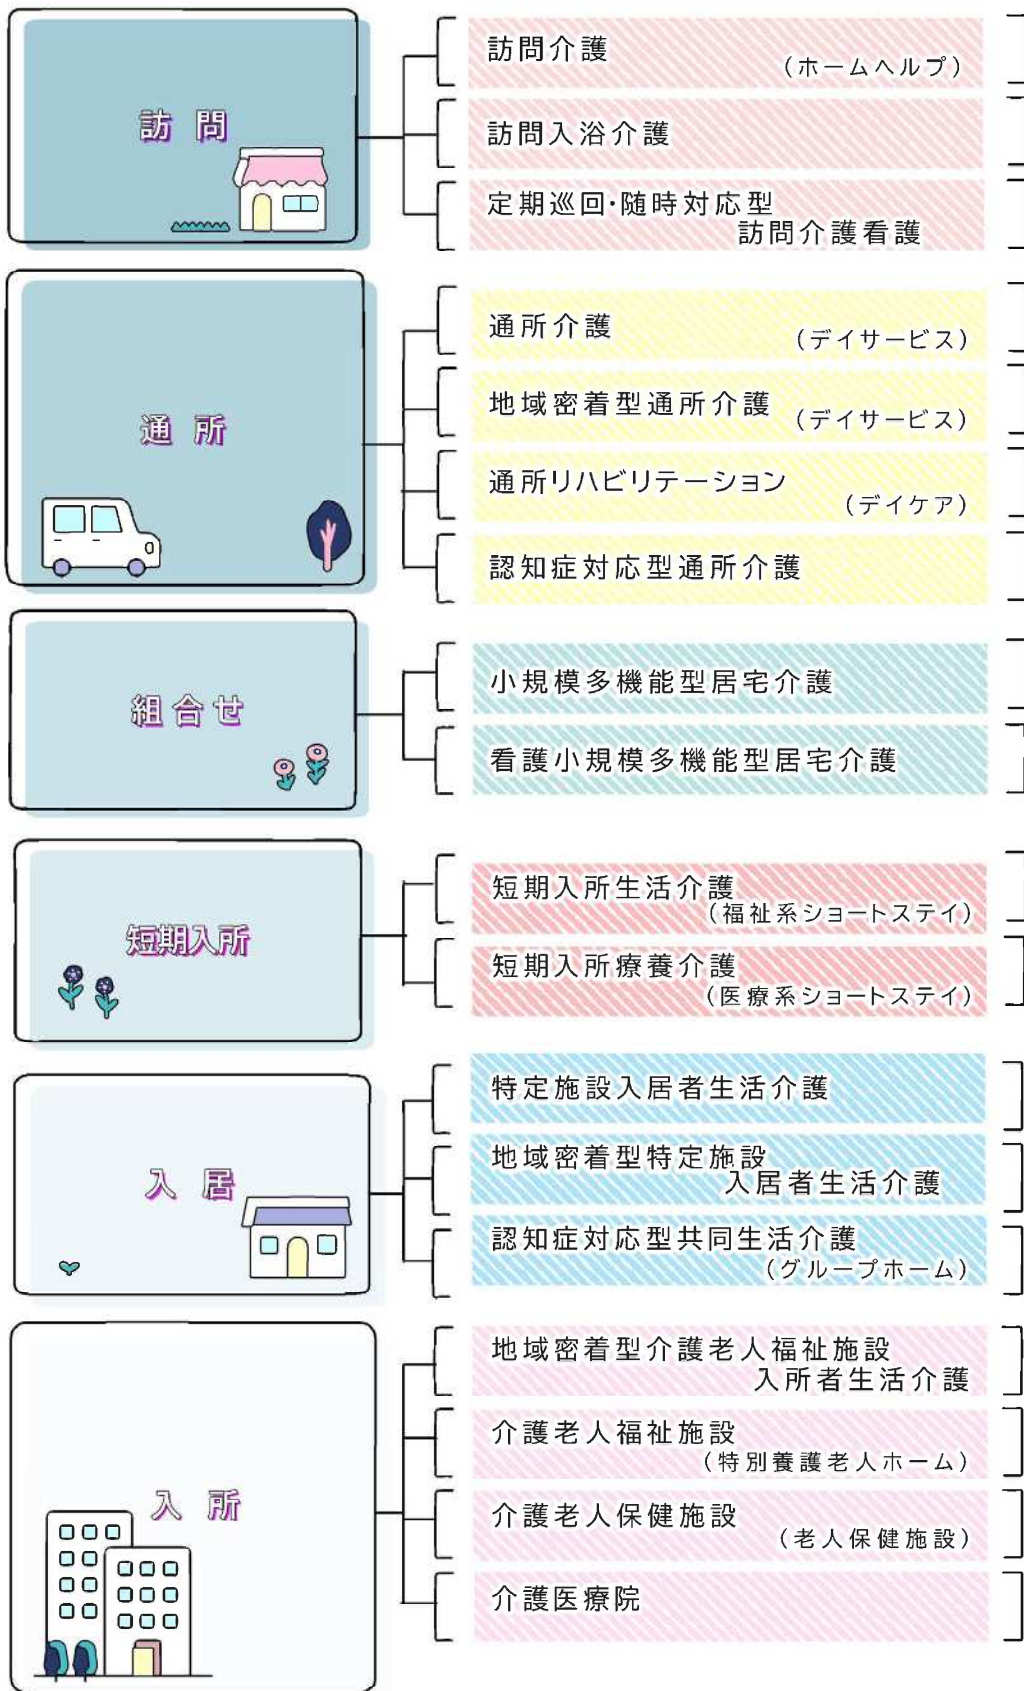 訪問
訪問介護
(ホームヘルプ)
訪問入浴介護
定期巡回・随時対応型
訪問介護看護
通所
通所介護
(デイサービス)
地域密着型通所介護
(デイサービス)
通所リハビリテーション
(デイケア)
認知症対応型通所介護
組合せ
小規模多機能型居宅介護
看護小規模多機能型居宅介護
短期入所
短期入所生活介護
(福祉系ショートステイ)
短期入所療養介護
(医療系ショートステイ)
入居
特定施設入居者生活介護
地域密着型特定施設
入居者生活介護
認知症対応型共同生活介護
(グループホーム)
入所
地域密着型介護老人福祉施設
入所者生活介護
介護老人福祉施設
(特別養護老人ホーム)
介護老人保健施設
(老人保健施設)
介護医療院